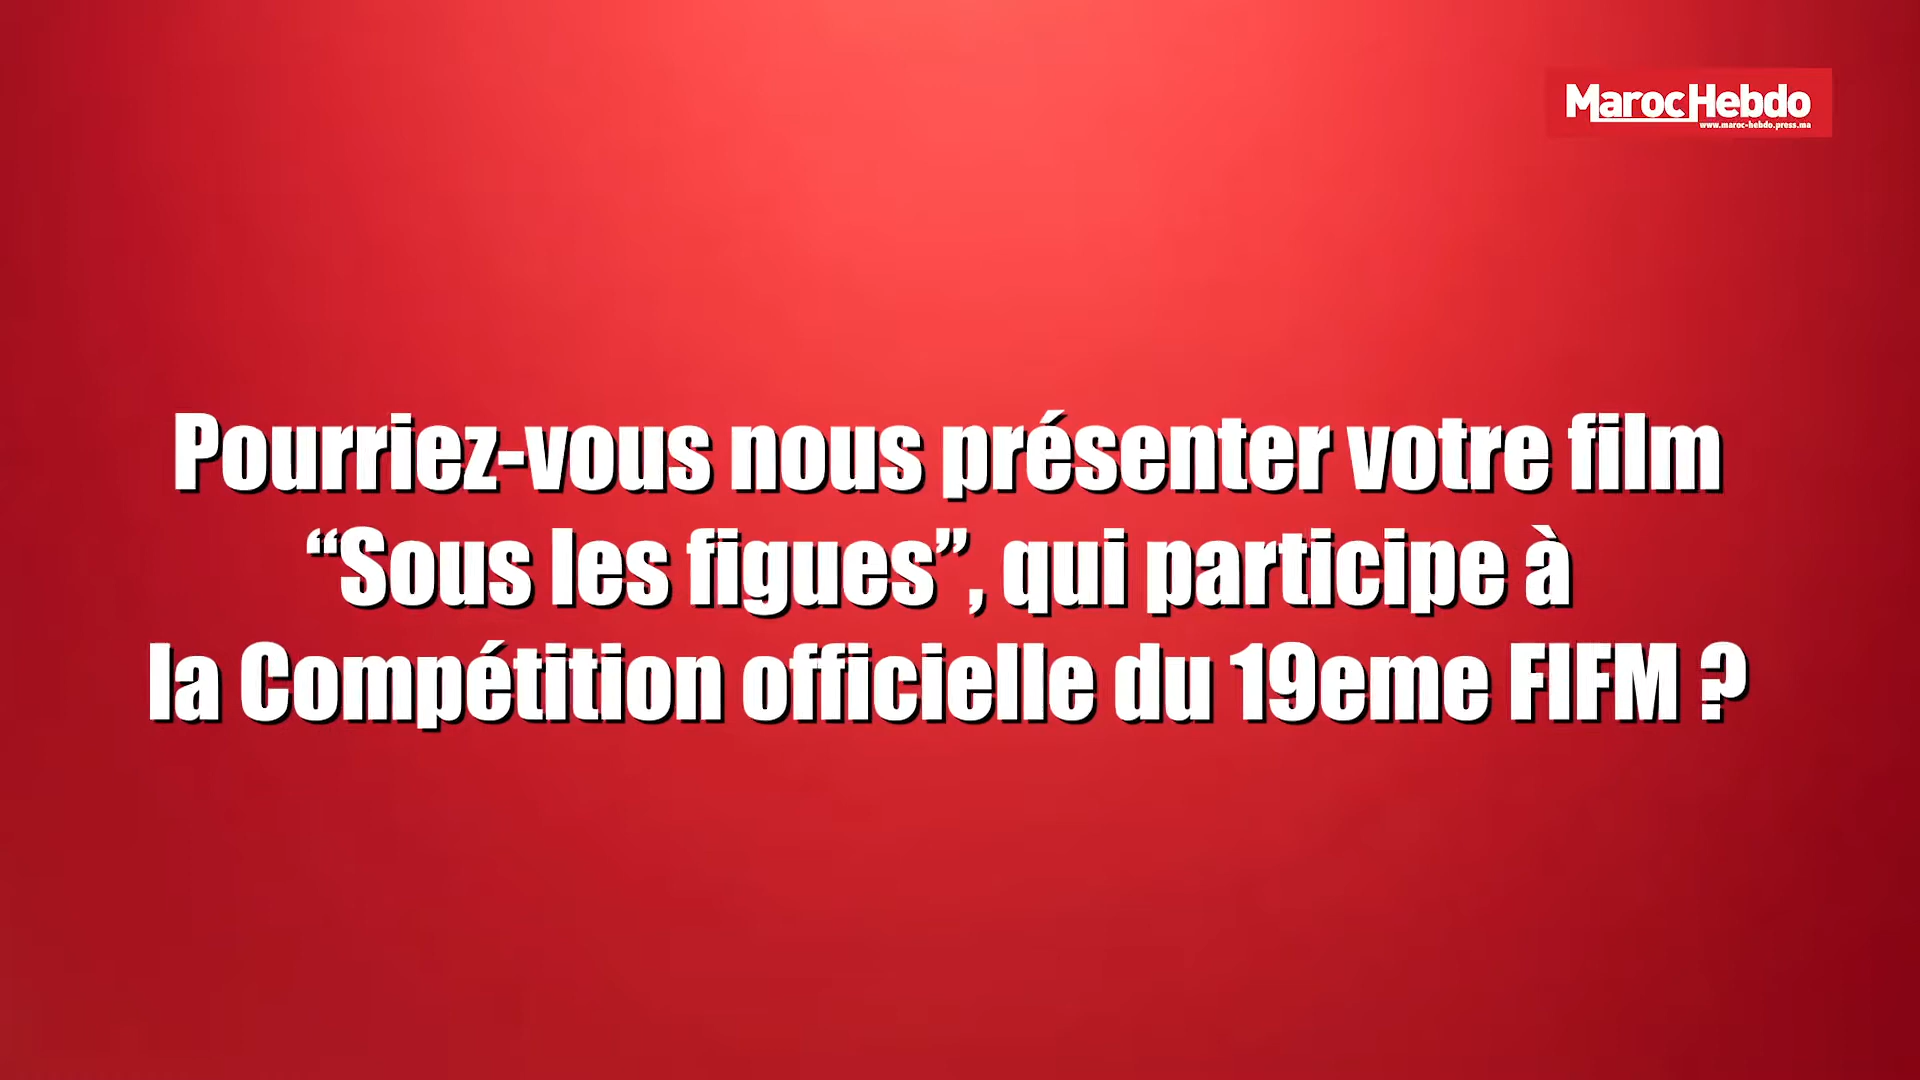 MarocHebdo
www.maroc-hebdo.press.ma
Pourriez-vous nous présenter votre film
“Sous les figues”, qui participe à
la Compétition officielle du 19eme FIFM ?